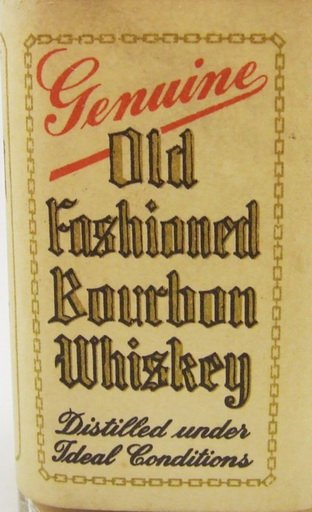 Genuine
Old
Fashioned
Bourbon
Whiskey
Distilled under
Ideal Conditions